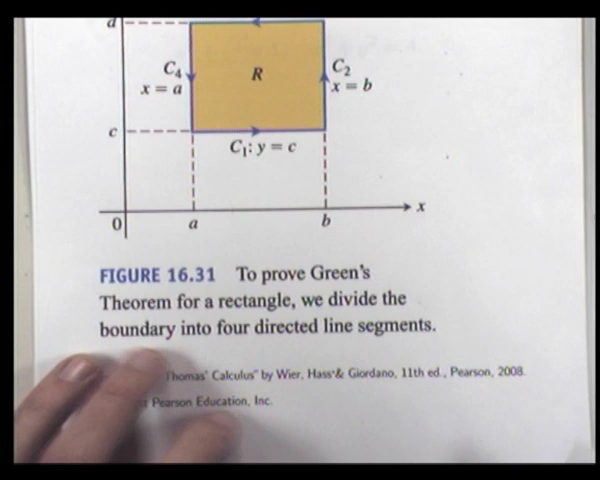 d
C₄
x = a
R
C₂
x = b
c
C₁: y = c
0
a
b
x
FIGURE 16.31 To prove Green's
Theorem for a rectangle, we divide the
boundary into four directed line segments.
Thomas' Calculus" by Wier, Hass & Giordano, 11th ed., Pearson, 2008.
Pearson Education, Inc.